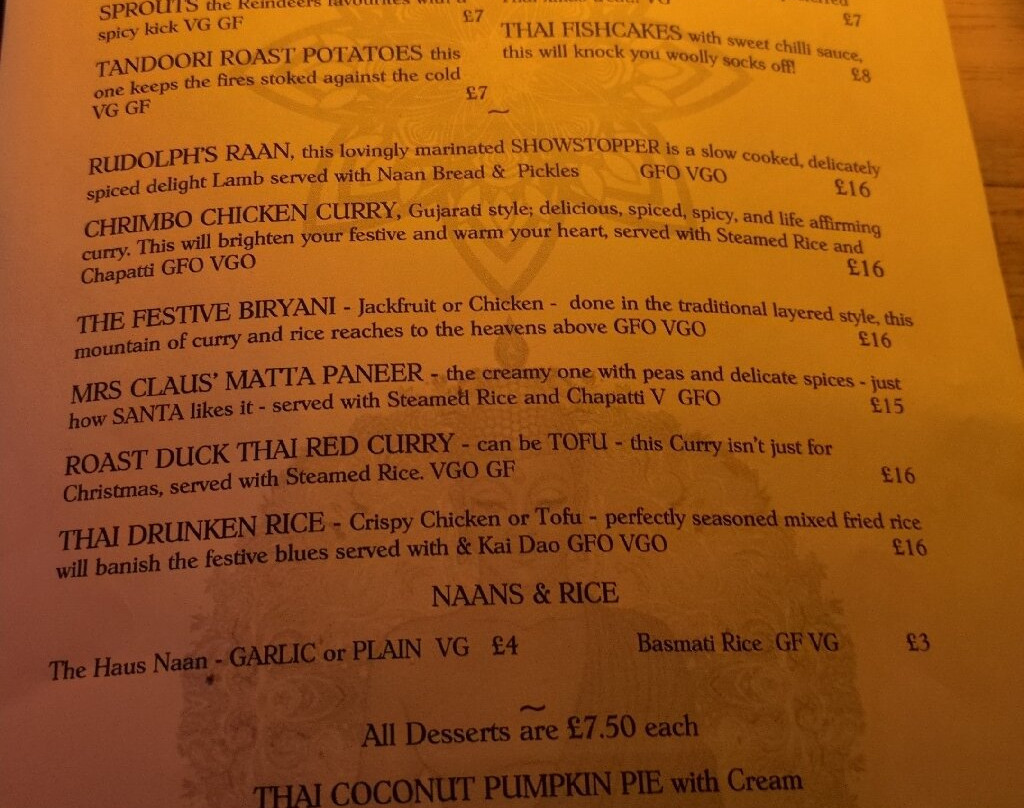 SPROUTS the Reindeers favourites with a
spicy kick VG GF £7
TANDOORI ROAST POTATOES this
one keeps the fires stoked against the cold
VG GF £7
£7
THAI FISHCAKES with sweet chilli sauce,
this will knock you woolly socks off! £8
~
RUDOLPH'S RAAN, this lovingly marinated SHOWSTOPPER is a slow cooked, delicately
spiced delight Lamb served with Naan Bread & Pickles GFO VGO £16
CHRIMBO CHICKEN CURRY, Gujarati style; delicious, spiced, spicy, and life affirming
curry. This will brighten your festive and warm your heart, served with Steamed Rice and
Chapatti GFO VGO £16
THE FESTIVE BIRYANI - Jackfruit or Chicken - done in the traditional layered style, this
mountain of curry and rice reaches to the heavens above GFO VGO £16
MRS CLAUS' MATTA PANEER - the creamy one with peas and delicate spices - just
how SANTA likes it - served with Steamed Rice and Chapatti V GFO £15
ROAST DUCK THAI RED CURRY - can be TOFU - this Curry isn't just for
Christmas, served with Steamed Rice. VGO GF £16
THAI DRUNKEN RICE - Crispy Chicken or Tofu - perfectly seasoned mixed fried rice
will banish the festive blues served with & Kai Dao GFO VGO £16
NAANS & RICE
The Haus Naan - GARLIC or PLAIN VG £4 Basmati Rice GF VG £3
~
All Desserts are £7.50 each
THAI COCONUT PUMPKIN PIE with Cream